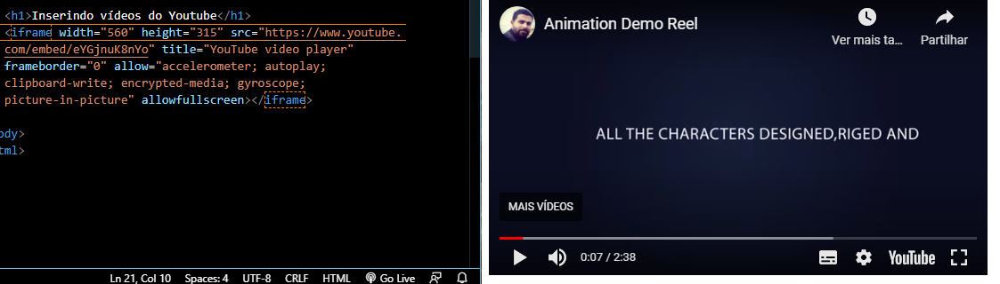 <h1>Inserindo vídeos do Youtube</h1>
<iframe width="560" height="315" src="https://www.youtube.
com/embed/eYGjnuK8nYo" title="YouTube video player"
frameborder="0" allow="accelerometer; autoplay;
clipboard-write; encrypted-media; gyroscope;
picture-in-picture" allowfullscreen></iframe>
ody>
tml>
Ln 21, Col 10 Spaces: 4 UTF-8 CRLF HTML Go Live
Animation Demo Reel
Ver mais ta... Partilhar
ALL THE CHARACTERS DESIGNED,RIGED AND
MAIS VÍDEOS
0:07 / 2:38 YouTube